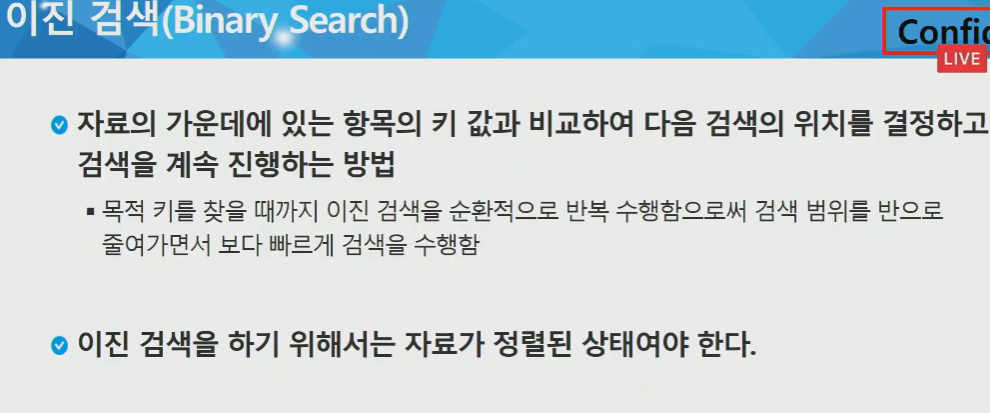 이진 검색(Binary Search)
LIVE
자료의 가운데에 있는 항목의 키 값과 비교하여 다음 검색의 위치를 결정하고
검색을 계속 진행하는 방법
▪ 목적 키를 찾을 때까지 이진 검색을 순환적으로 반복 수행함으로써 검색 범위를 반으로
줄여가면서 보다 빠르게 검색을 수행함
이진 검색을 하기 위해서는 자료가 정렬된 상태여야 한다.